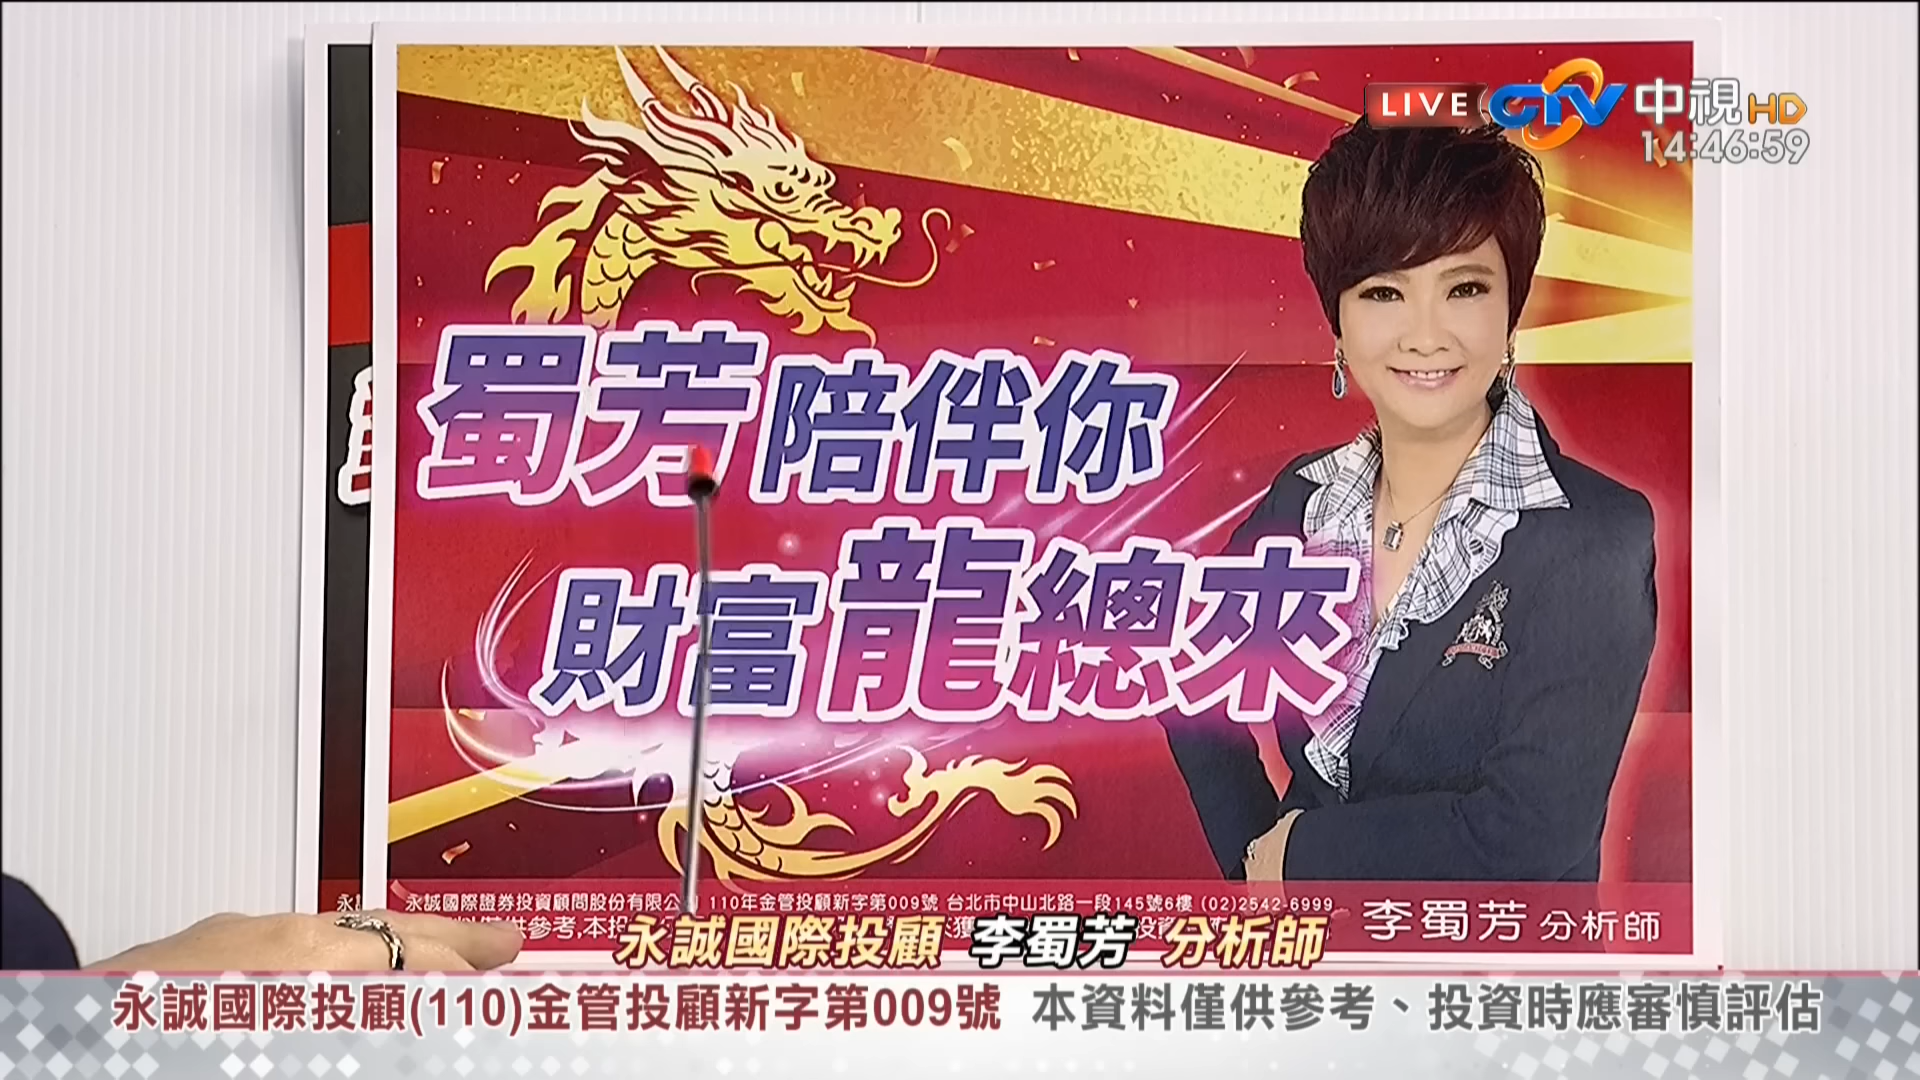 LIVE CTV 中視HD
14:46:59
蜀芳陪伴你
財富龍總來
永誠國際證券投資顧問股份有限公司 110年金管投顧新字第009號 台北市中山北路一段145號6樓 (02)2542-6999
供參考,本投
李蜀芳 分析師
永誠國際投顧 李蜀芳 分析師
永誠國際投顧(110)金管投顧新字第009號 本資料僅供參考、投資時應審慎評估